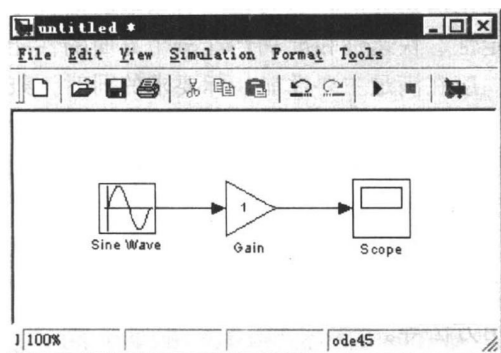 untitled *
File Edit View Simulation Format Tools
1
Sine Wave
Gain
Scope
100%
ode45